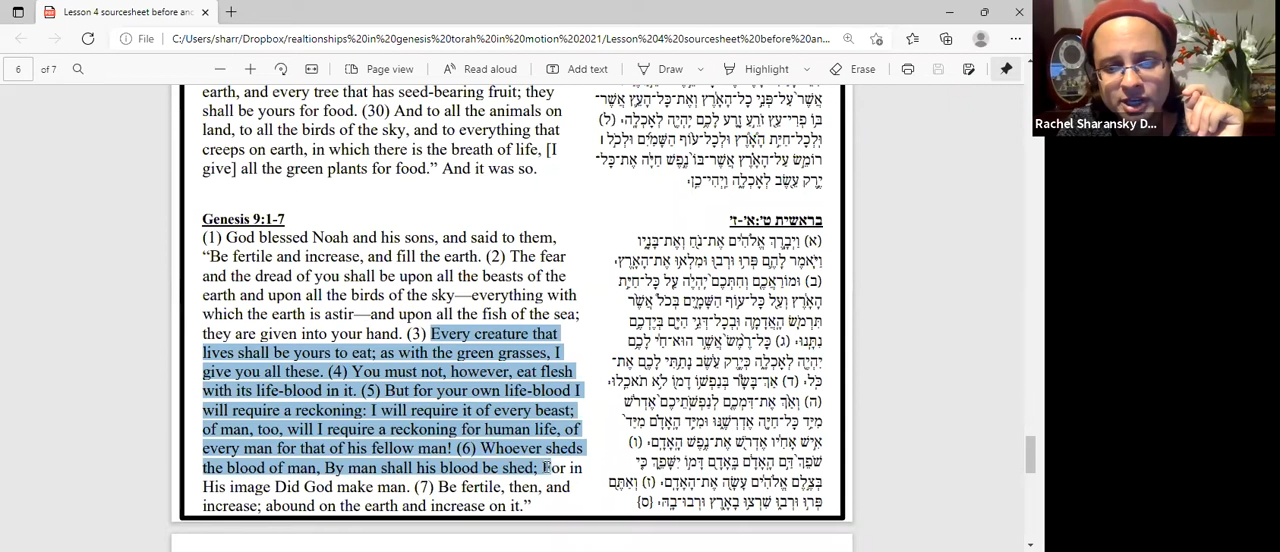 Lesson 4 sourcesheet before and
File
C:/Users/sharr/Dropbox/realtionships%20in%20genesis%20torah%20in%20motion%202021/Lesson%204%20sourcesheet%20before%20an...
6 of 7
Page view
Read aloud
Add text
Draw
Highlight
Erase
Rachel Sharansky D...
earth, and every tree that has seed-bearing fruit; they
shall be yours for food. (30) And to all the animals on
land, to all the birds of the sky, and to everything that
creeps on earth, in which there is the breath of life, [I
give] all the green plants for food.” And it was so.
אֲשֶׁר֙ עַל־פְּנֵ֣י כׇל־הָאָ֔רֶץ וְאֶת־כׇּל־הָעֵ֛ץ אֲשֶׁר־
בּ֥וֹ פְרִי־עֵ֖ץ זֹרֵ֣עַ זָ֑רַע לָכֶ֥ם יִֽהְיֶ֖ה לְאׇכְלָֽה׃ (ל)
וּֽלְכׇל־חַיַּ֣ת הָ֠אָ֠רֶץ וּלְכׇל־ע֨וֹף הַשָּׁמַ֜יִם וּלְכֹ֣ל ׀
רוֹמֵ֣שׂ עַל־הָאָ֗רֶץ אֲשֶׁר־בּוֹ֙ נֶ֣פֶשׁ חַיָּ֔ה אֶת־כׇּל־
יֶ֥רֶק עֵ֖שֶׂב לְאׇכְלָ֑ה וַֽיְהִי־כֵֽן׃
Genesis 9:1-7
(1) God blessed Noah and his sons, and said to them,
“Be fertile and increase, and fill the earth. (2) The fear
and the dread of you shall be upon all the beasts of the
earth and upon all the birds of the sky—everything with
which the earth is astir—and upon all the fish of the sea;
they are given into your hand. (3) Every creature that
lives shall be yours to eat; as with the green grasses, I
give you all these. (4) You must not, however, eat flesh
with its life-blood in it. (5) But for your own life-blood I
will require a reckoning: I will require it of every beast;
of man, too, will I require a reckoning for human life, of
every man for that of his fellow man! (6) Whoever sheds
the blood of man, By man shall his blood be shed; For in
His image Did God make man. (7) Be fertile, then, and
increase; abound on the earth and increase on it.”
בראשית ט׳:א׳-ז׳
(א) וַיְבָ֣רֶךְ אֱלֹהִ֔ים אֶת־נֹ֖חַ וְאֶת־בָּנָ֑יו
וַיֹּ֧אמֶר לָהֶ֛ם פְּר֥וּ וּרְב֖וּ וּמִלְא֥וּ אֶת־הָאָֽרֶץ׃
(ב) וּמוֹרַאֲכֶ֤ם וְחִתְּכֶם֙ יִֽהְיֶ֔ה עַ֚ל כׇּל־חַיַּ֣ת
הָאָ֔רֶץ וְעַ֖ל כׇּל־ע֣וֹף הַשָּׁמָ֑יִם בְּכֹל֩ אֲשֶׁ֨ר
תִּרְמֹ֧שׂ הָֽאֲדָמָ֛ה וּֽבְכׇל־דְּגֵ֥י הַיָּ֖ם בְּיֶדְכֶ֥ם
נִתָּֽנוּ׃ (ג) כׇּל־רֶ֙מֶשׂ֙ אֲשֶׁ֣ר הוּא־חַ֔י לָכֶ֥ם
יִהְיֶ֖ה לְאׇכְלָ֑ה כְּיֶ֣רֶק עֵ֔שֶׂב נָתַ֥תִּי לָכֶ֖ם אֶת־
כֹּֽל׃ (ד) אַךְ־בָּשָׂ֕ר בְּנַפְשׁ֥וֹ דָמ֖וֹ לֹ֥א תֹאכֵֽלוּ׃
(ה) וְאַ֨ךְ אֶת־דִּמְכֶ֤ם לְנַפְשֹֽׁתֵיכֶם֙ אֶדְרֹ֔שׁ
מִיַּ֥ד כׇּל־חַיָּ֖ה אֶדְרְשֶׁ֑נּוּ וּמִיַּ֣ד הָֽאָדָ֗ם מִיַּד֙
אִ֣ישׁ אָחִ֔יו אֶדְרֹ֖שׁ אֶת־נֶ֥פֶשׁ הָֽאָדָֽם׃ (ו)
שֹׁפֵךְ֙ דַּ֣ם הָֽאָדָ֔ם בָּֽאָדָ֖ם דָּמ֣וֹ יִשָּׁפֵ֑ךְ כִּ֚י
בְּצֶ֣לֶם אֱלֹהִ֔ים עָשָׂ֖ה אֶת־הָאָדָֽם׃ (ז) וְאַתֶּ֖ם
פְּר֣וּ וּרְב֑וּ שִׁרְצ֥וּ בָאָ֖רֶץ וּרְבוּ־בָֽהּ׃ {ס}